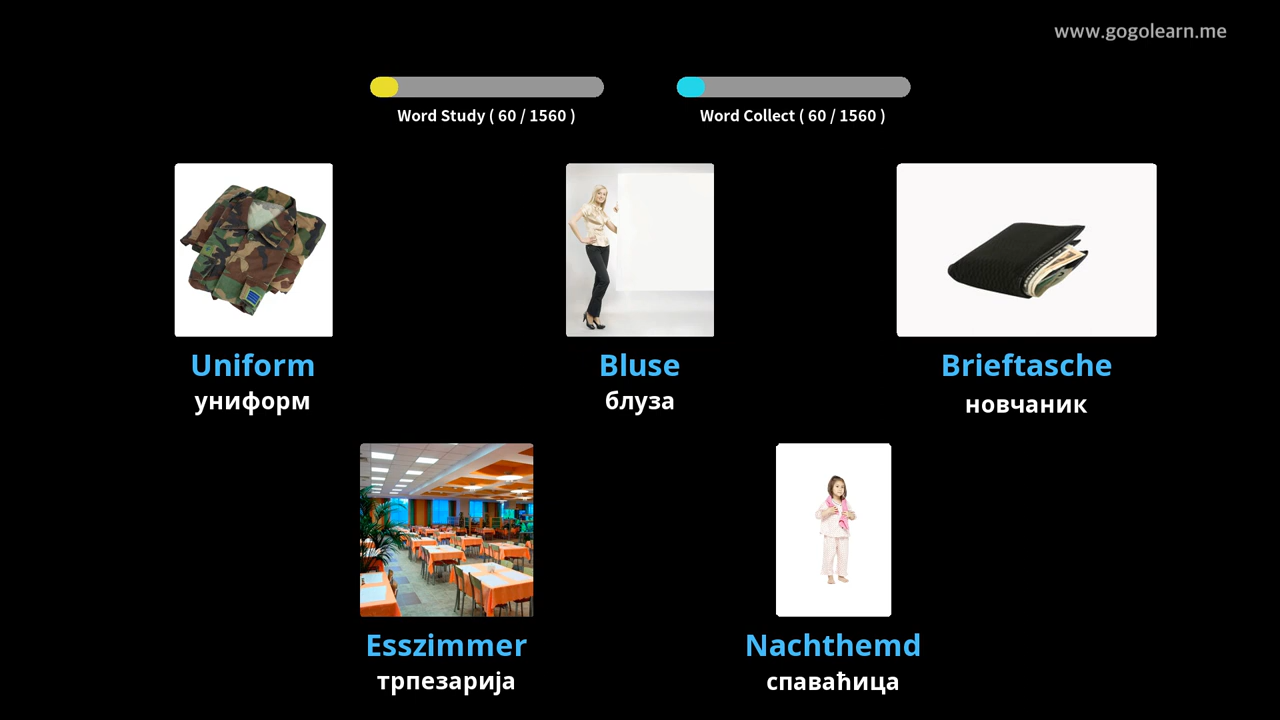 www.gogolearn.me
Word Study ( 60 / 1560 )
Word Collect ( 60 / 1560 )
Uniform
униформ
Bluse
блуза
Brieftasche
новчаник
Esszimmer
трпезарија
Nachthemd
спаваћица